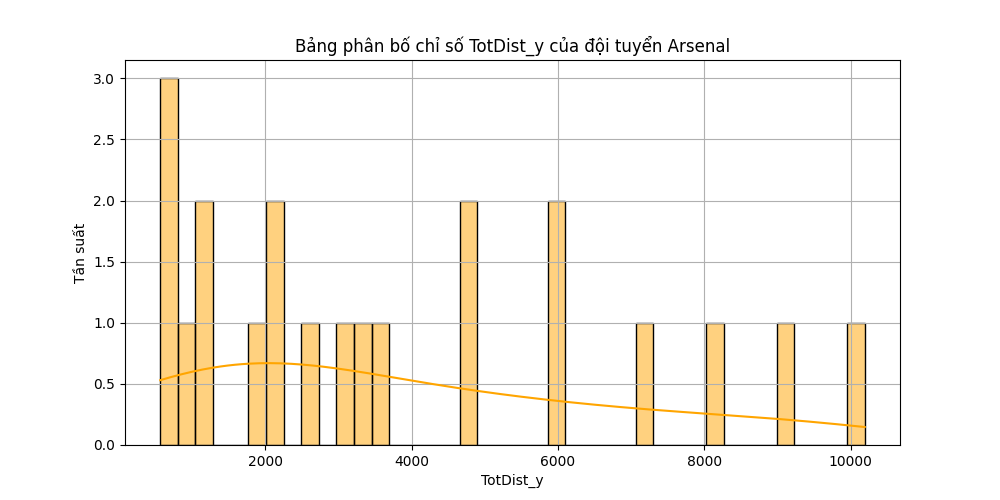 Bảng phân bố chỉ số TotDist_y của đội tuyển Arsenal
Tần suất
3.0
2.5
2.0
1.5
1.0
0.5
0.0
2000 4000 6000 8000 10000
TotDist_y